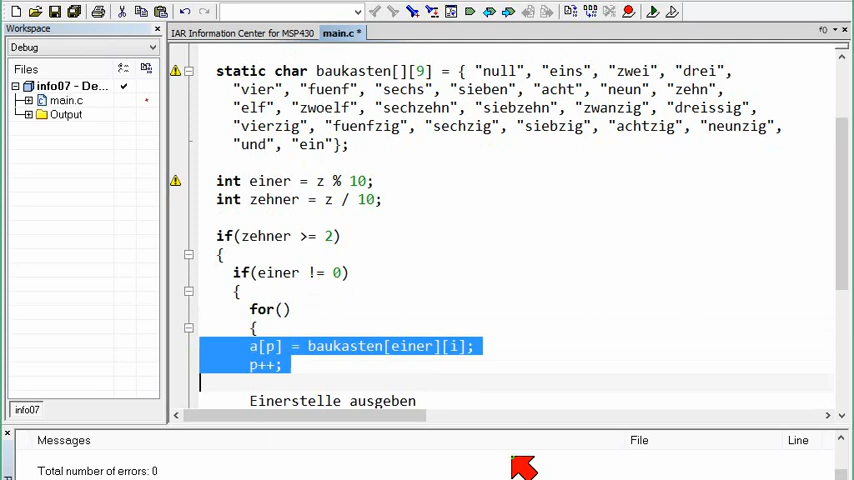 Workspace
IAR Information Center for MSP430
main.c *
f0
Debug
Files
info07 - De...
main.c
Output
static char baukasten[][9] = { "null", "eins", "zwei", "drei",
"vier", "fuenf", "sechs", "sieben", "acht", "neun", "zehn",
"elf", "zwoelf", "sechzehn", "siebzehn", "zwanzig", "dreissig",
"vierzig", "fuenfzig", "sechzig", "siebzig", "achtzig", "neunzig",
"und", "ein"};
int einer = z % 10;
int zehner = z / 10;
if(zehner >= 2)
{
if(einer != 0)
{
for()
{
a[p] = baukasten[einer][i];
p++;
Einerstelle ausgeben
info07
Messages
File
Line
Total number of errors: 0